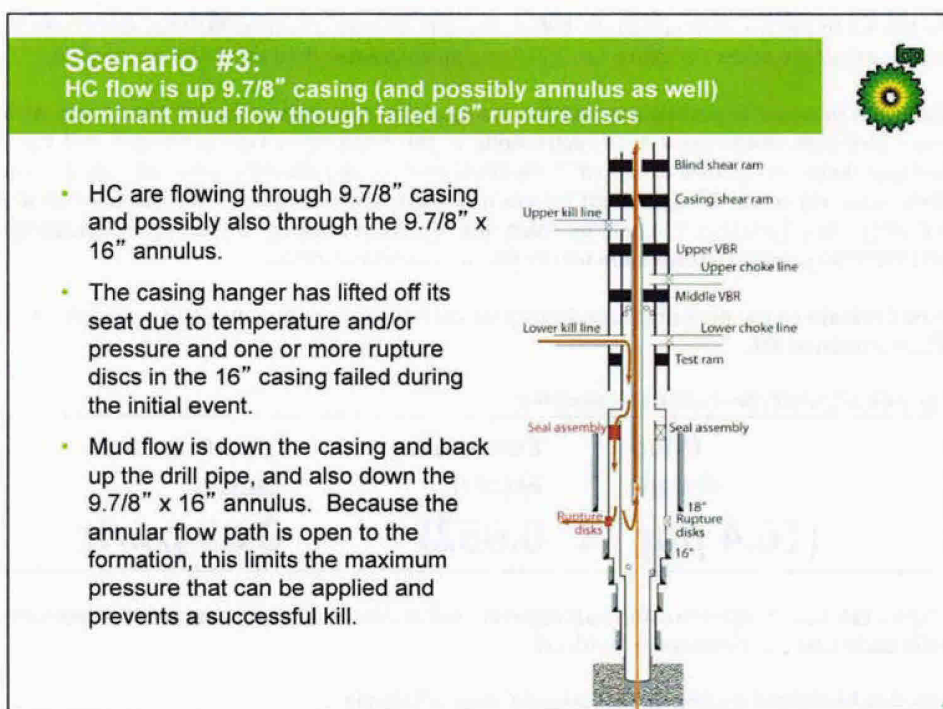 Scenario #3:
HC flow is up 9.7/8" casing (and possibly annulus as well)
dominant mud flow though failed 16" rupture discs
bp
• HC are flowing through 9.7/8" casing
and possibly also through the 9.7/8" x
16" annulus.
• The casing hanger has lifted off its
seat due to temperature and/or
pressure and one or more rupture
discs in the 16" casing failed during
the initial event.
• Mud flow is down the casing and back
up the drill pipe, and also down the
9.7/8" x 16" annulus. Because the
annular flow path is open to the
formation, this limits the maximum
pressure that can be applied and
prevents a successful kill.
Blind shear ram
Casing shear ram
Upper kill line
Upper VBR
Upper choke line
Middle VBR
Lower kill line
Lower choke line
Test ram
Seal assembly
Seal assembly
18"
Rupture
disks
Rupture
disks
16"